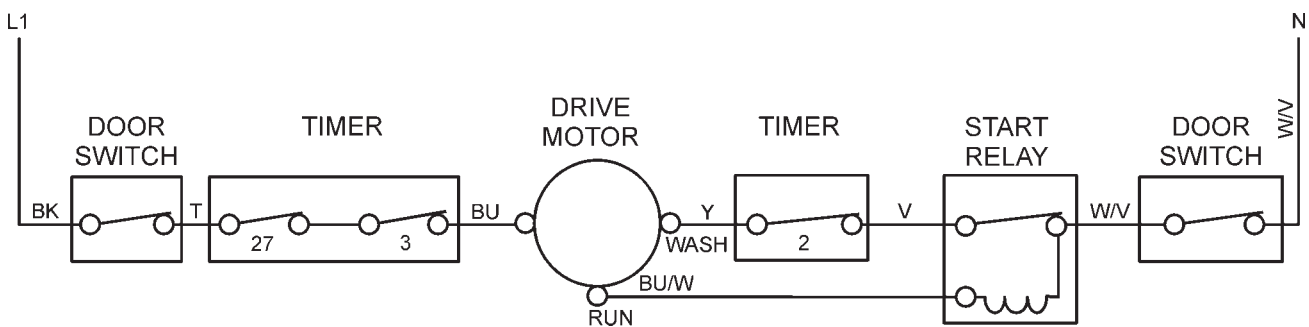 L1
N
DOOR
SWITCH
TIMER
DRIVE
MOTOR
TIMER
START
RELAY
DOOR
SWITCH
W/V
BK
T
27
3
BU
Y
WASH
2
V
W/V
BU/W
RUN